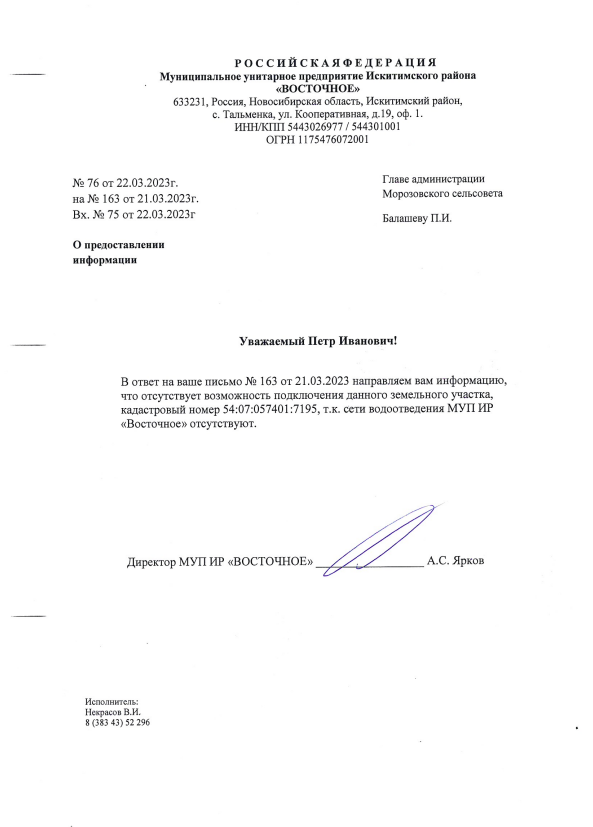 Р О С С И Й С К А Я Ф Е Д Е Р А Ц И Я
Муниципальное унитарное предприятие Искитимского района
«ВОСТОЧНОЕ»
633231, Россия, Новосибирская область, Искитимский район,
с. Тальменка, ул. Кооперативная, д.19, оф. 1.
ИНН/КПП 5443026977 / 544301001
ОГРН 1175476072001
№ 76 от 22.03.2023г.
на № 163 от 21.03.2023г.
Вх. № 75 от 22.03.2023г
Главе администрации
Морозовского сельсовета
Балашеву П.И.
О предоставлении
информации
Уважаемый Петр Иванович!
В ответ на ваше письмо № 163 от 21.03.2023 направляем вам информацию,
что отсутствует возможность подключения данного земельного участка,
кадастровый номер 54:07:057401:7195, т.к. сети водоотведения МУП ИР
«Восточное» отсутствуют.
Директор МУП ИР «ВОСТОЧНОЕ» ___________________ А.С. Ярков
Исполнитель:
Некрасов В.И.
8 (383 43) 52 296